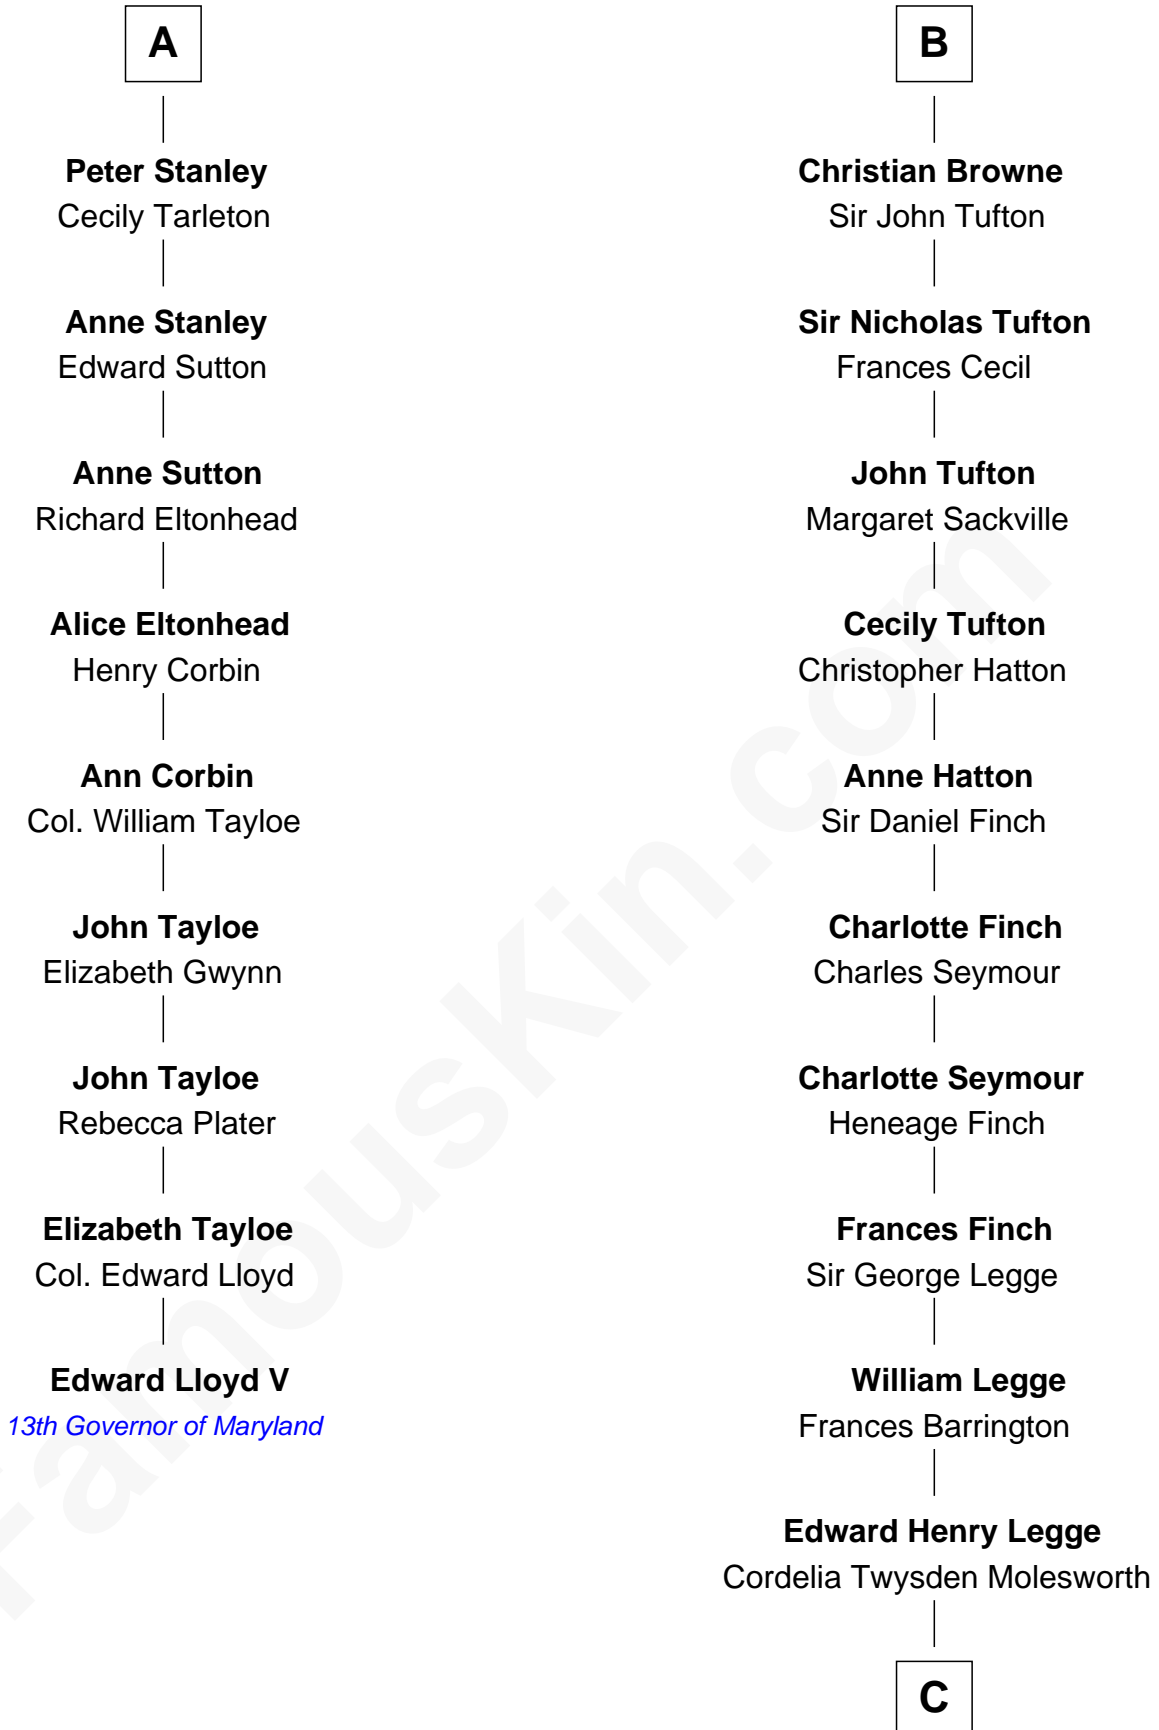 A
Peter Stanley
Cecily Tarleton
Anne Stanley
Edward Sutton
Anne Sutton
Richard Eltonhead
Alice Eltonhead
Henry Corbin
Ann Corbin
Col. William Tayloe
John Tayloe
Elizabeth Gwynn
John Tayloe
Rebecca Plater
Elizabeth Tayloe
Col. Edward Lloyd
Edward Lloyd V
13th Governor of Maryland
B
Christian Browne
Sir John Tufton
Sir Nicholas Tufton
Frances Cecil
John Tufton
Margaret Sackville
Cecily Tufton
Christopher Hatton
Anne Hatton
Sir Daniel Finch
Charlotte Finch
Charles Seymour
Charlotte Seymour
Heneage Finch
Frances Finch
Sir George Legge
William Legge
Frances Barrington
Edward Henry Legge
Cordelia Twysden Molesworth
C
FamousKin.com